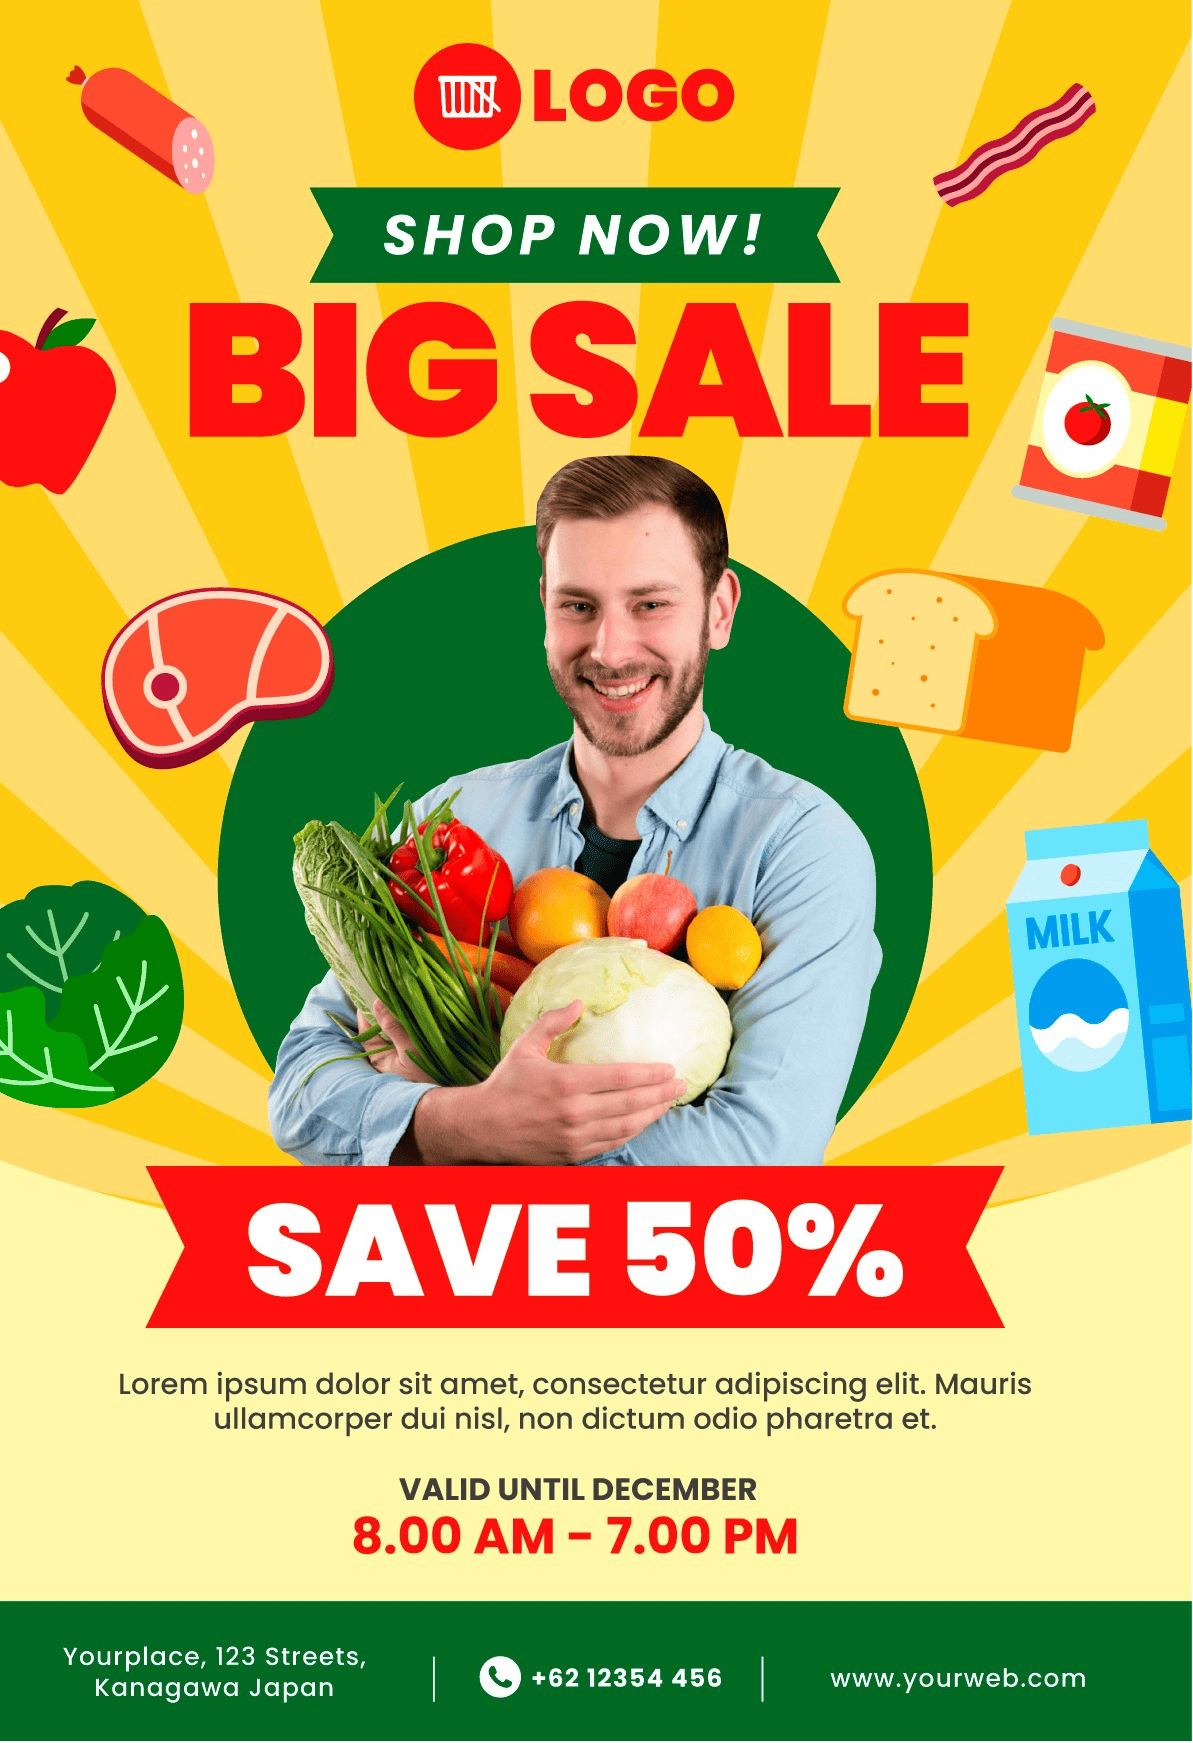 LOGO
SHOP NOW!
BIG SALE
MILK
SAVE 50%
Lorem ipsum dolor sit amet, consectetur adipiscing elit. Mauris
ullamcorper dui nisl, non dictum odio pharetra et.
VALID UNTIL DECEMBER
8.00 AM - 7.00 PM
Yourplace, 123 Streets,
Kanagawa Japan
+62 12354 456
www.yourweb.com